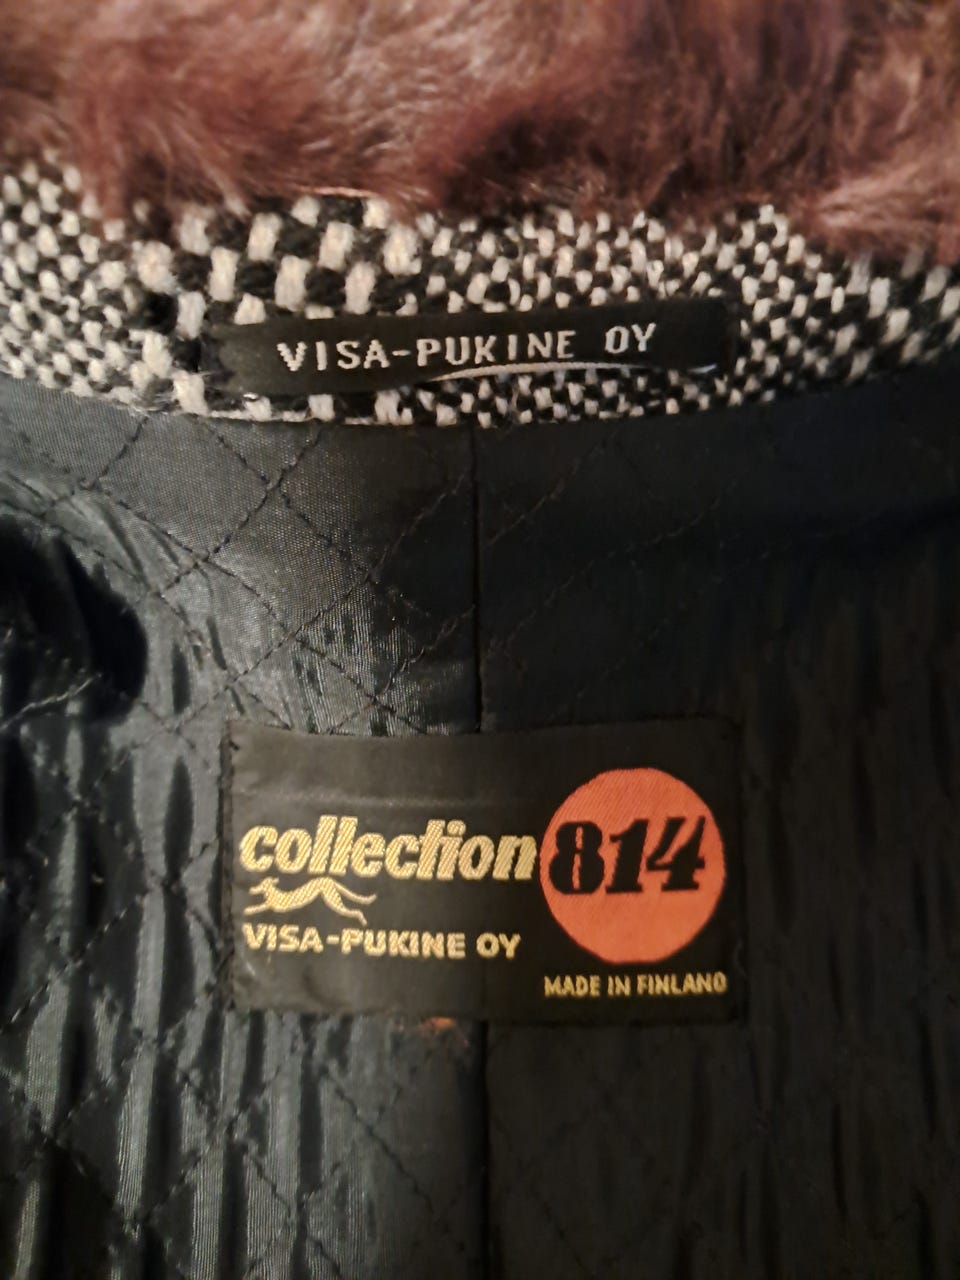 VISA-PUKINE OY
collection 814
VISA-PUKINE OY
MADE IN FINLAND